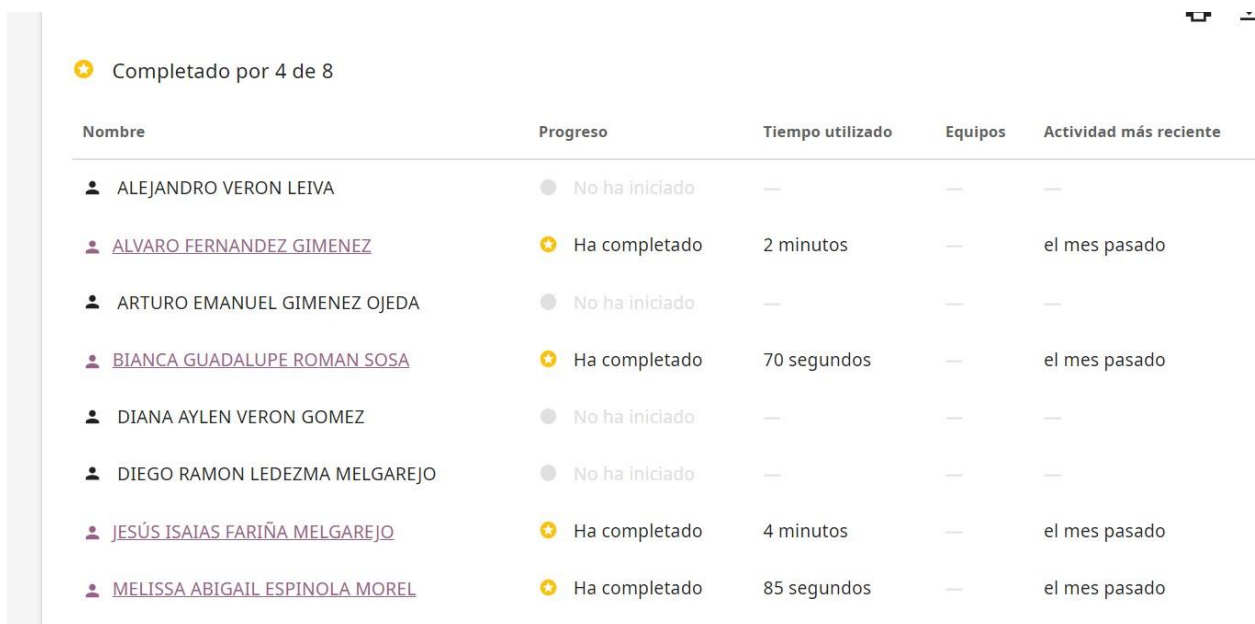 Completado por 4 de 8
Nombre Progreso Tiempo utilizado Equipos Actividad más reciente
ALEJANDRO VERON LEIVA No ha iniciado — — —
ALVARO FERNANDEZ GIMENEZ Ha completado 2 minutos — el mes pasado
ARTURO EMANUEL GIMENEZ OJEDA No ha iniciado — — —
BIANCA GUADALUPE ROMAN SOSA Ha completado 70 segundos — el mes pasado
DIANA AYLEN VERON GOMEZ No ha iniciado — — —
DIEGO RAMON LEDEZMA MELGAREJO No ha iniciado — — —
JESÚS ISAIAS FARIÑA MELGAREJO Ha completado 4 minutos — el mes pasado
MELISSA ABIGAIL ESPINOLA MOREL Ha completado 85 segundos — el mes pasado